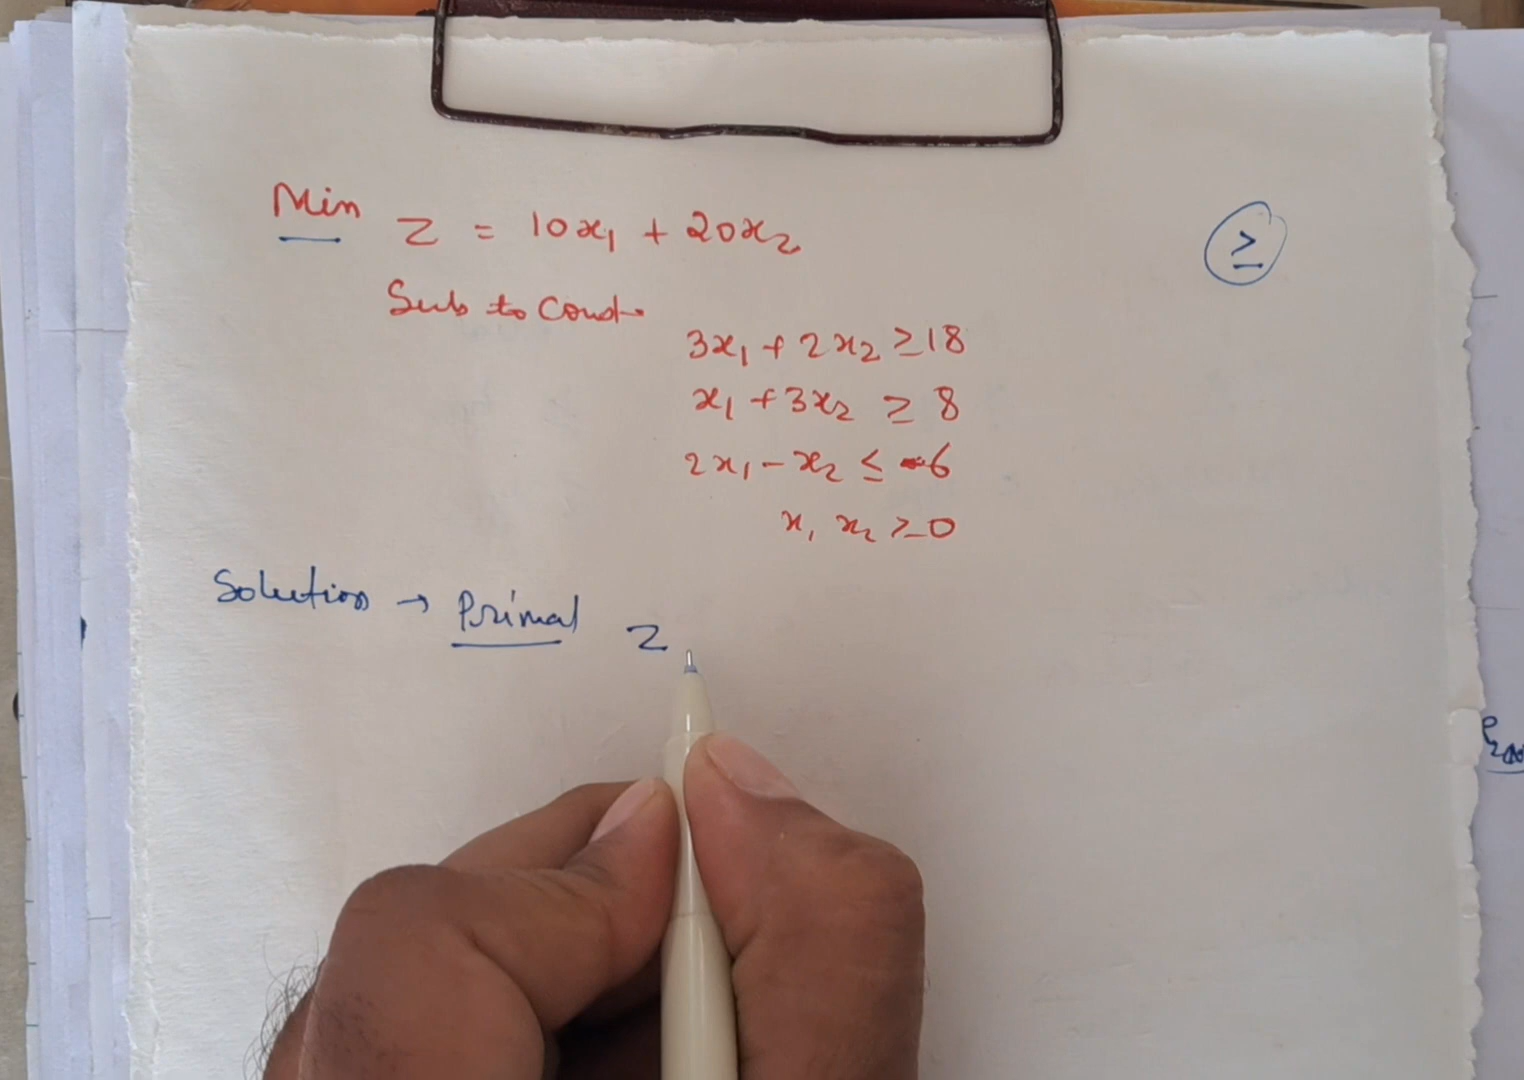 Min Z = 10x₁ + 20x₂
≥
Sub to Const.
3x₁ + 2x₂ ≥ 18
x₁ + 3x₂ ≥ 8
2x₁ - x₂ ≤ -6
x₁ x₂ ≥ 0
Solution → Primal Z